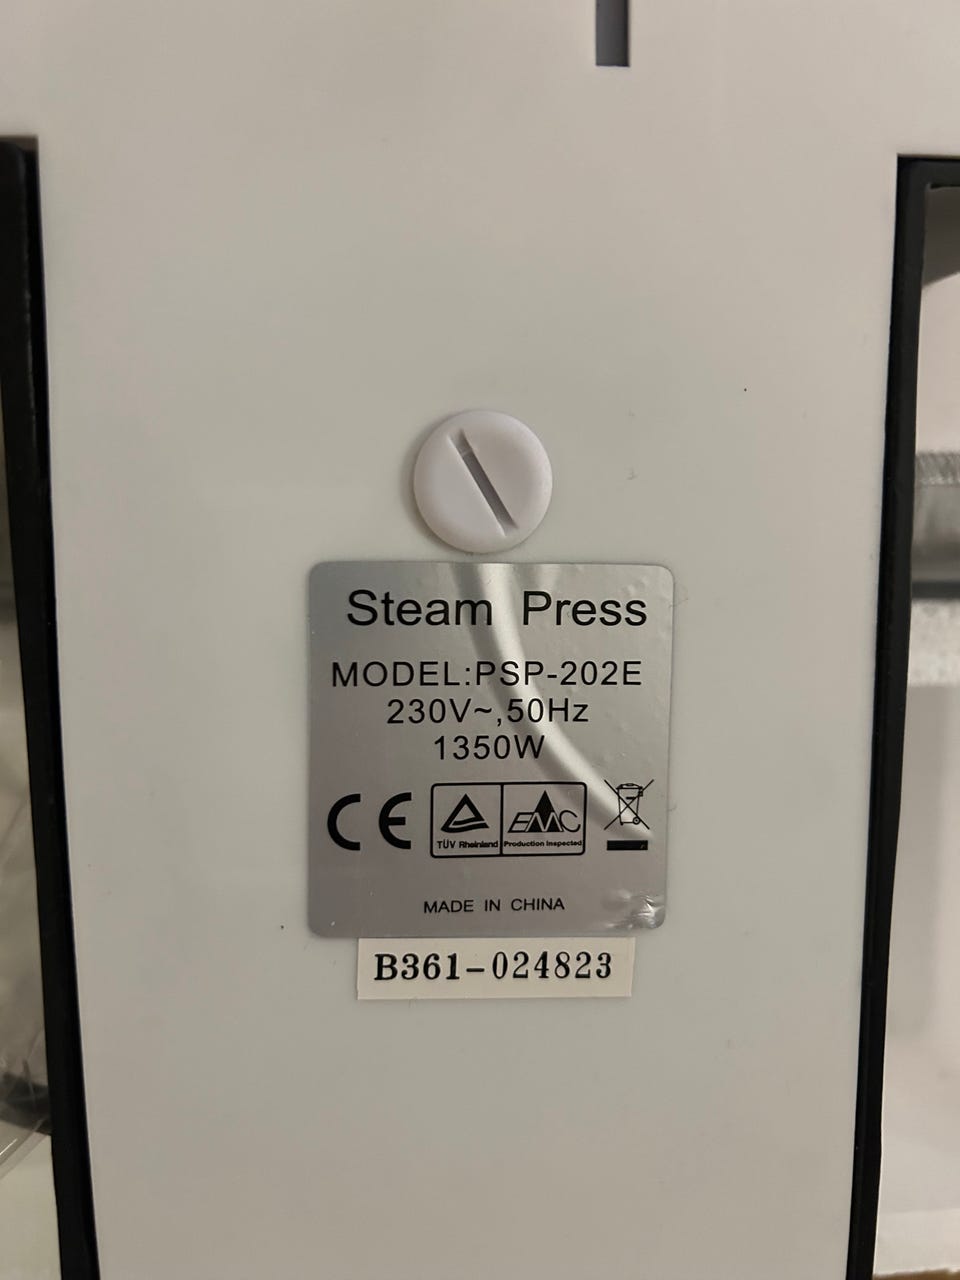 Steam Press
MODEL:PSP-202E
230V~,50Hz
1350W
CE
TÜV Rheinland
EMC
Production Inspected
MADE IN CHINA
B361-024823